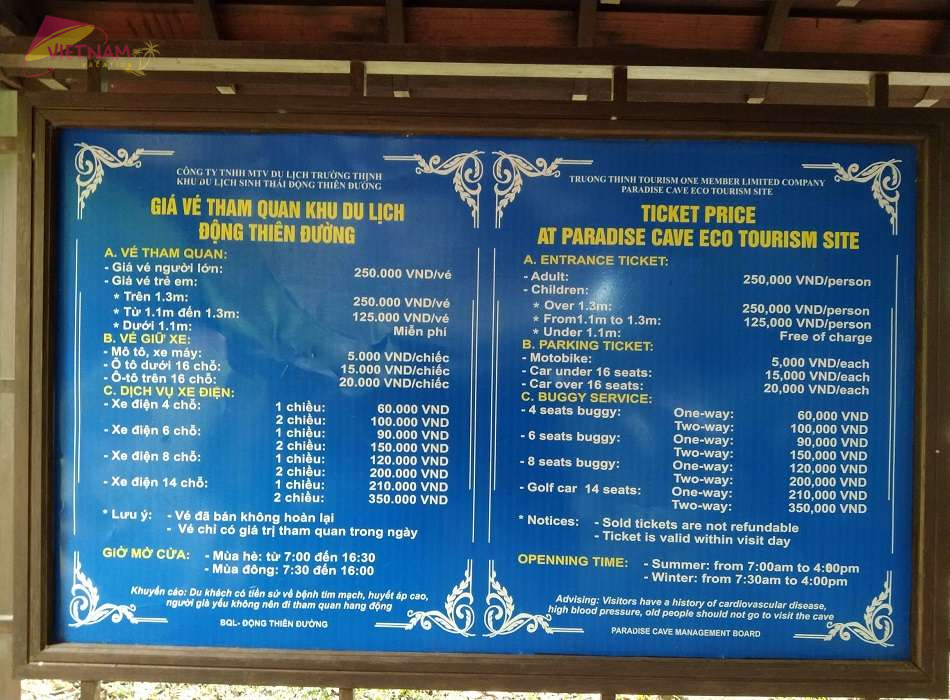 VIETNAM
CÔNG TY TNHH MTV DU LỊCH TRƯỜNG THỊNH
KHU DU LỊCH SINH THÁI ĐỘNG THIÊN ĐƯỜNG
GIÁ VÉ THAM QUAN KHU DU LỊCH
ĐỘNG THIÊN ĐƯỜNG
A. VÉ THAM QUAN:
- Giá vé người lớn: 250.000 VND/vé
- Giá vé trẻ em:
* Trên 1.3m: 250.000 VND/vé
* Từ 1.1m đến 1.3m: 125.000 VND/vé
* Dưới 1.1m: Miễn phí
B. VÉ GIỮ XE:
- Mô tô, xe máy: 5.000 VND/chiếc
- Ô tô dưới 16 chỗ: 15.000 VND/chiếc
- Ô-tô trên 16 chỗ: 20.000 VND/chiếc
C. DỊCH VỤ XE ĐIỆN:
- Xe điện 4 chỗ: 1 chiều: 60.000 VND
2 chiều: 100.000 VND
- Xe điện 6 chỗ: 1 chiều: 90.000 VND
2 chiều: 150.000 VND
- Xe điện 8 chỗ: 1 chiều: 120.000 VND
2 chiều: 200.000 VND
- Xe điện 14 chỗ: 1 chiều: 210.000 VND
2 chiều: 350.000 VND
* Lưu ý: - Vé đã bán không hoàn lại
- Vé chỉ có giá trị tham quan trong ngày
GIỜ MỞ CỬA: - Mùa hè: từ 7:00 đến 16:30
- Mùa đông: 7:30 đến 16:00
Khuyến cáo: Du khách có tiền sử về bệnh tim mạch, huyết áp cao,
người già yếu không nên đi tham quan hang động
BQL- ĐỘNG THIÊN ĐƯỜNG
TRUONG THINH TOURISM ONE MEMBER LIMITED COMPANY
PARADISE CAVE ECO TOURISM SITE
TICKET PRICE
AT PARADISE CAVE ECO TOURISM SITE
A. ENTRANCE TICKET:
- Adult: 250,000 VND/person
- Children:
* Over 1.3m: 250,000 VND/person
* From1.1m to 1.3m: 125,000 VND/person
* Under 1.1m: Free of charge
B. PARKING TICKET:
- Motobike: 5,000 VND/each
- Car under 16 seats: 15,000 VND/each
- Car over 16 seats: 20,000 VND/each
C. BUGGY SERVICE:
- 4 seats buggy: One-way: 60,000 VND
Two-way: 100,000 VND
- 6 seats buggy: One-way: 90,000 VND
Two-way: 150,000 VND
- 8 seats buggy: One-way: 120,000 VND
Two-way: 200,000 VND
- Golf car 14 seats: One-way: 210,000 VND
Two-way: 350,000 VND
* Notices: - Sold tickets are not refundable
- Ticket is valid within visit day
OPENNING TIME: - Summer: from 7:00am to 4:00pm
- Winter: from 7:30am to 4:00pm
Advising: Visitors have a history of cardiovascular disease,
high blood pressure, old people should not go to visit the cave
PARADISE CAVE MANAGEMENT BOARD